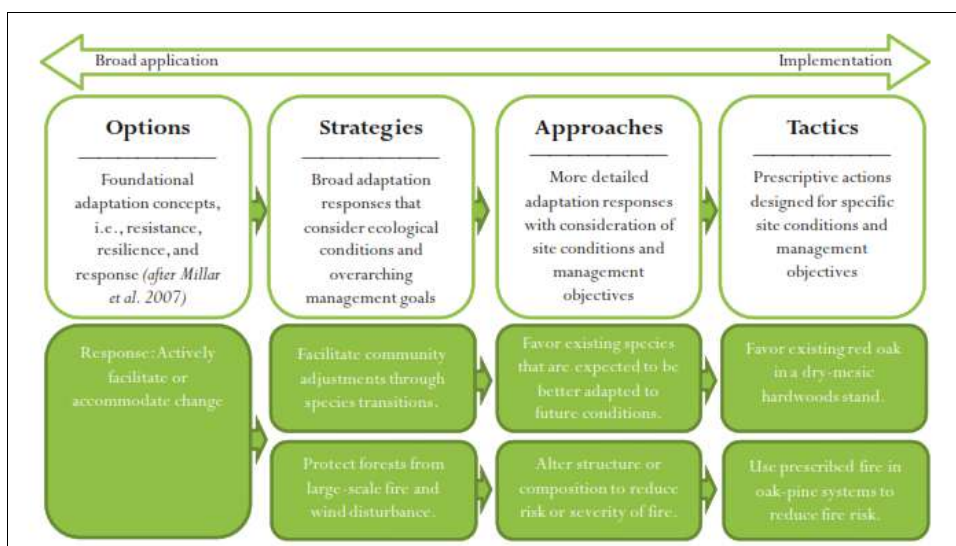 Broad application
Implementation
Options
Foundational
adaptation concepts,
i.e., resistance,
resilience, and
response (after Millar
et al. 2007)
Strategies
Broad adaptation
responses that
consider ecological
conditions and
overarching
management goals
Approaches
More detailed
adaptation responses
with consideration of
site conditions and
management
objectives
Tactics
Prescriptive actions
designed for specific
site conditions and
management
objectives
Response: Actively
facilitate or
accommodate change
Facilitate community
adjustments through
species transitions.
Favor existing species
that are expected to be
better adapted to
future conditions.
Favor existing red oak
in a dry-mesic
hardwoods stand.
Protect forests from
large-scale fire and
wind disturbance.
Alter structure or
composition to reduce
risk or severity of fire.
Use prescribed fire in
oak-pine systems to
reduce fire risk.